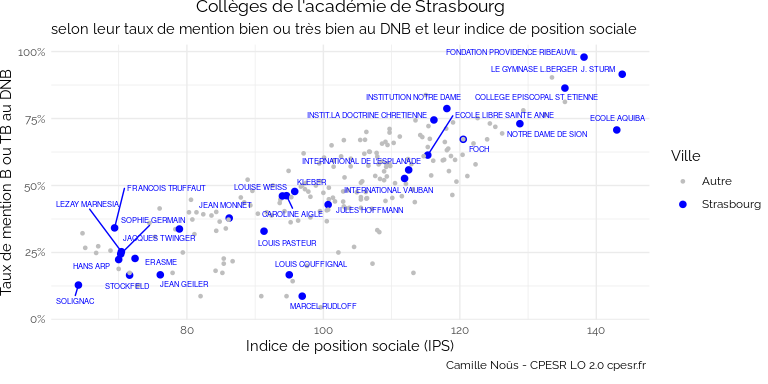 Collèges de l'académie de Strasbourg
selon leur taux de mention bien ou très bien au DNB et leur indice de position sociale
Taux de mention B ou TB au DNB
100%
75%
50%
25%
0%
FONDATION PROVIDENCE RIBEAUVIL
LE GYMNASE L.BERGER J. STURM
INSTITUTION NOTRE DAME
COLLEGE EPISCOPAL ST ETIENNE
INSTIT.LA DOCTRINE CHRETIENNE
ECOLE LIBRE SAINTE ANNE
ECOLE AQUIBA
NOTRE DAME DE SION
FOCH
INTERNATIONAL DE L'ESPLANADE
KLEBER
LOUISE WEISS
INTERNATIONAL VAUBAN
FRANCOIS TRUFFAUT
LEZAY MARNESIA
JEAN MONNET
CAROLINE AIGLE
JULES HOFFMANN
SOPHIE GERMAIN
JACQUES TWINGER
LOUIS PASTEUR
HANS ARP
ERASME
LOUIS COUFFIGNAL
STOCKFELD
JEAN GEILER
SOLIGNAC
MARCEL RUDLOFF
80
100
120
140
Indice de position sociale (IPS)
Ville
Autre
Strasbourg
Camille Noûs - CPESR LO 2.0 cpesr.fr